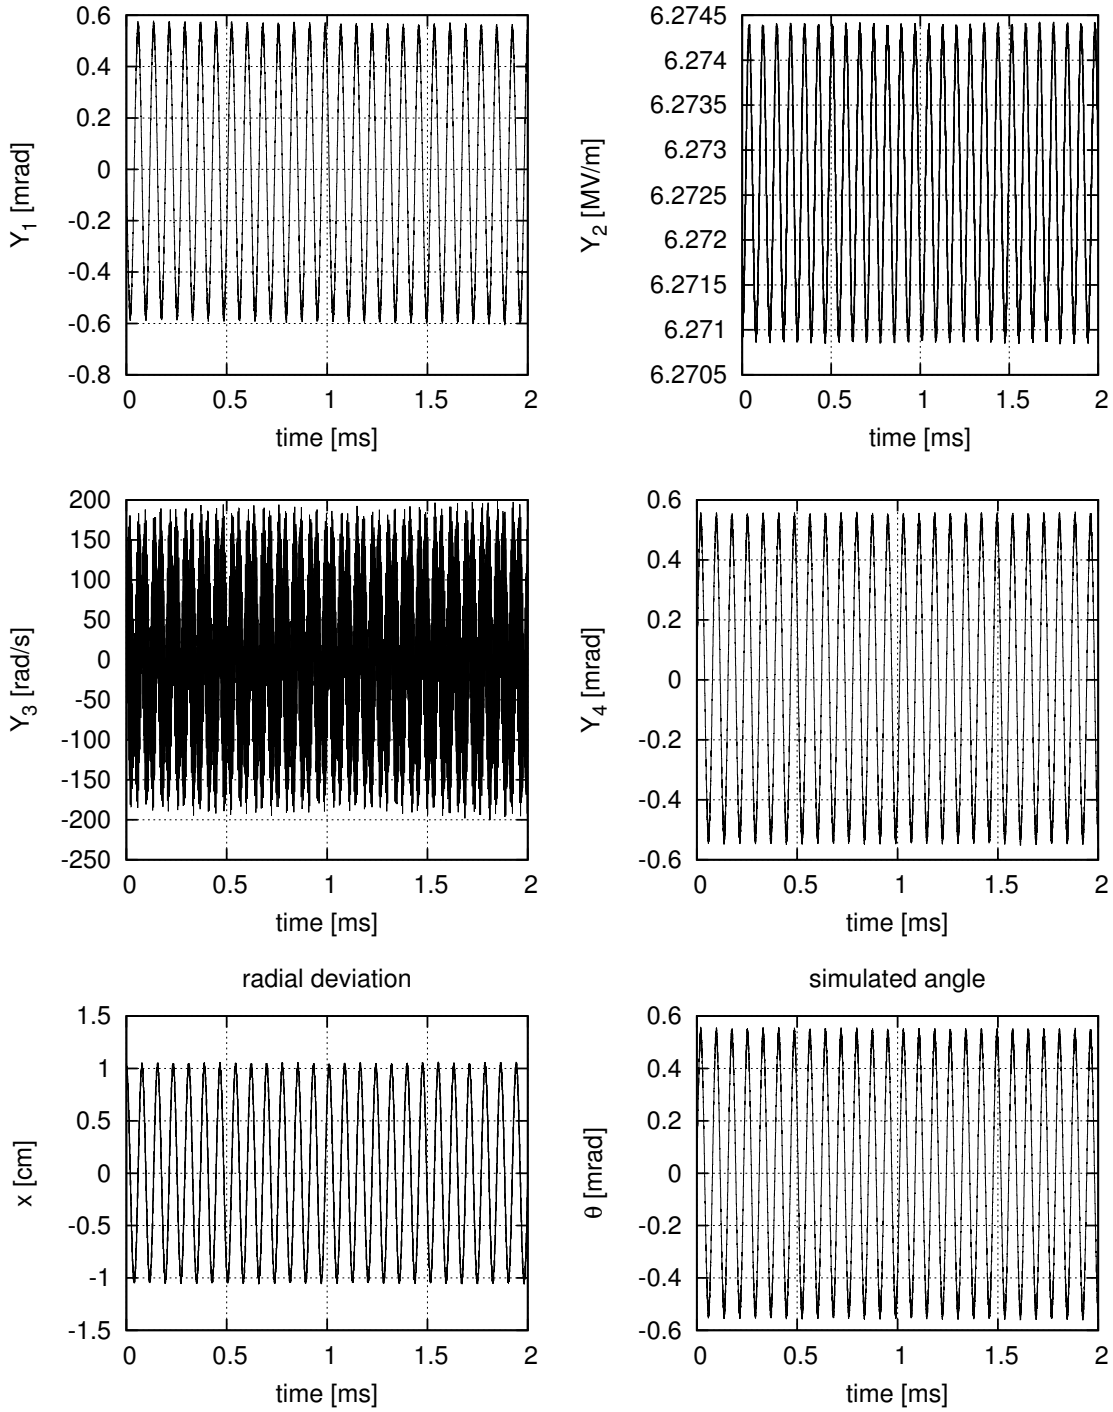 0.6
0.4
0.2
0
-0.2
-0.4
-0.6
-0.8
Y1 [mrad]
0 0.5 1 1.5 2
time [ms]
6.2745
6.274
6.2735
6.273
6.2725
6.272
6.2715
6.271
6.2705
Y2 [MV/m]
0 0.5 1 1.5 2
time [ms]
200
150
100
50
0
-50
-100
-150
-200
-250
Y3 [rad/s]
0 0.5 1 1.5 2
time [ms]
0.6
0.4
0.2
0
-0.2
-0.4
-0.6
Y4 [mrad]
0 0.5 1 1.5 2
time [ms]
radial deviation
1.5
1
0.5
0
-0.5
-1
-1.5
x [cm]
0 0.5 1 1.5 2
time [ms]
simulated angle
0.6
0.4
0.2
0
-0.2
-0.4
-0.6
θ [mrad]
0 0.5 1 1.5 2
time [ms]